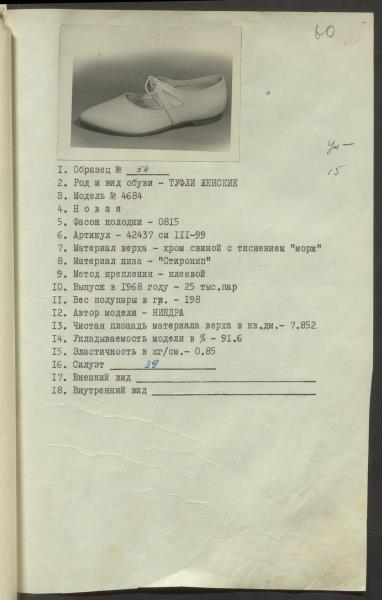 60
Ум—
15
1. Образец № 54
2. Род и вид обуви - ТУФЛИ ЖЕНСКИЕ
3. Модель № 4684
4. Н о в а я
5. Фасон колодки - 0815
6. Артикул - 42437 си III-99
7. Материал верха - хром свиной с тиснением "морж"
8. Материал низа - "Стиронип"
9. Метод крепления - клеевой
10. Выпуск в 1968 году - 25 тыс.пар
11. Вес полупары в гр. - 198
12. Автор модели - НИКДРА
13. Чистая площадь материала верха в кв.дм.- 7.852
14. Укладываемость модели в % - 91.6
15. Эластичность в кг/см.- 0.85
16. Силуэт 39
17. Внешний вид
18. Внутренний вид